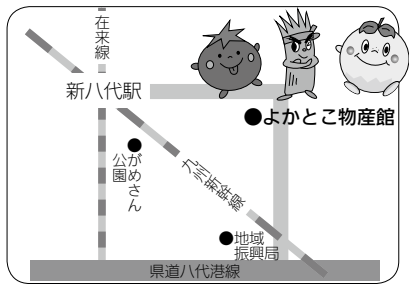 在来線
新八代駅
●よかとこ物産館
●がめさん
公園
九州新幹線
●地域
振興局
県道八代港線